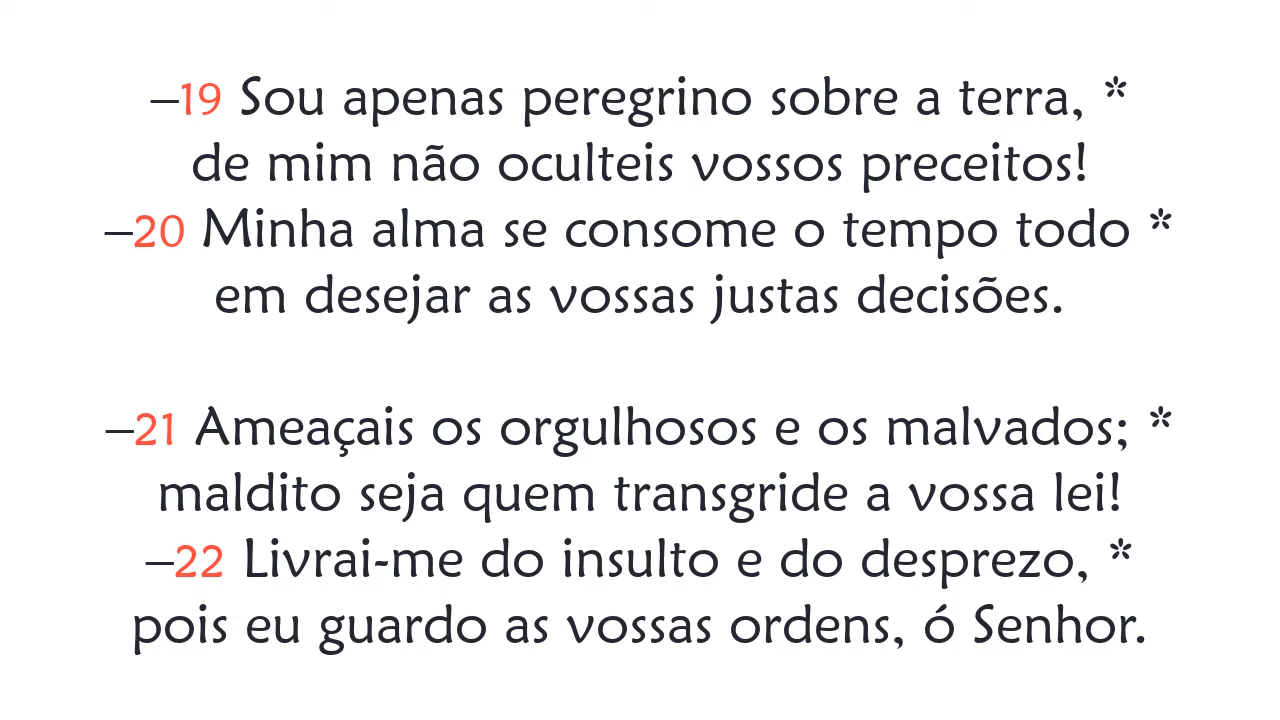 –19 Sou apenas peregrino sobre a terra, *
de mim não oculteis vossos preceitos!
–20 Minha alma se consome o tempo todo *
em desejar as vossas justas decisões.
–21 Ameaçais os orgulhosos e os malvados; *
maldito seja quem transgride a vossa lei!
–22 Livrai-me do insulto e do desprezo, *
pois eu guardo as vossas ordens, ó Senhor.